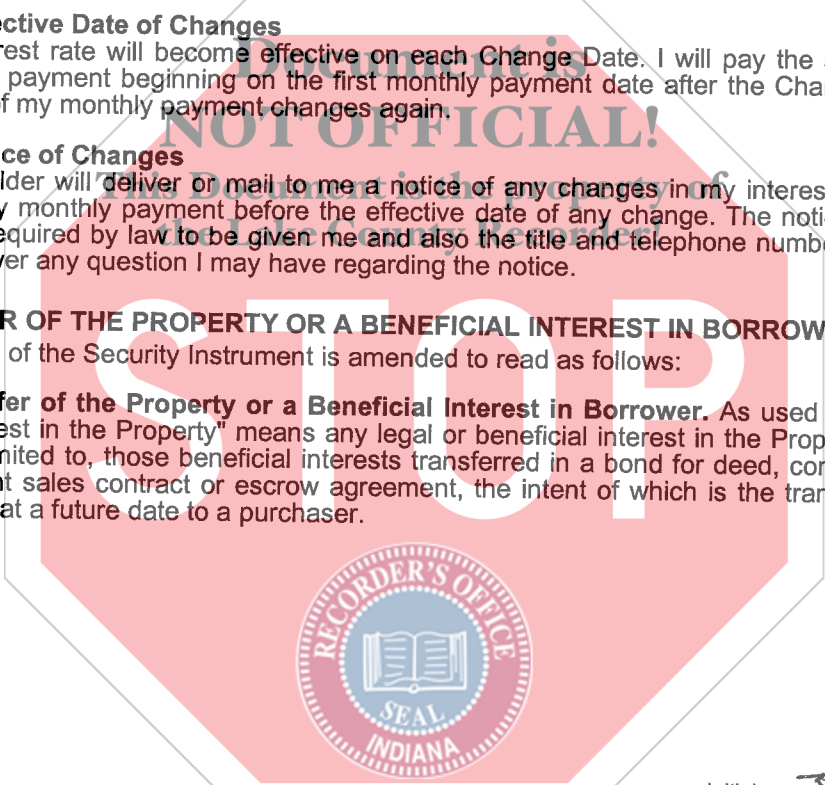 ective Date of Changes
rest rate will become effective on each Change Date. I will pay the
payment beginning on the first monthly payment date after the Cha
f my monthly payment changes again.
ce of Changes
lder will deliver or mail to me a notice of any changes in my interes
y monthly payment before the effective date of any change. The noti
equired by law to be given me and also the title and telephone numb
er any question I may have regarding the notice.
R OF THE PROPERTY OR A BENEFICIAL INTEREST IN BORROW
of the Security Instrument is amended to read as follows:
fer of the Property or a Beneficial Interest in Borrower. As used
est in the Property" means any legal or beneficial interest in the Prop
nited to, those beneficial interests transferred in a bond for deed, con
t sales contract or escrow agreement, the intent of which is the tran
at a future date to a purchaser.
Document is
NOT OFFICIAL!
This Document is the property of
the Lake County Recorder!
STOP
RECORDER'S OFFICE
SEAL
INDIANA